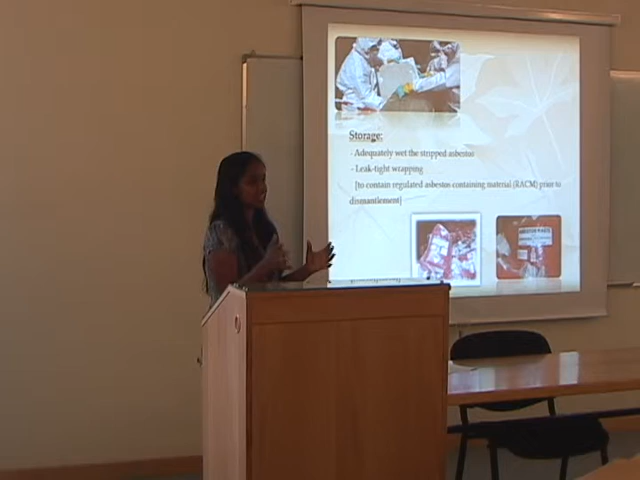 Storage:
- Adequately wet the stripped asbestos
- Leak-tight wrapping
[to contain regulated asbestos containing material (RACM) prior to
dismantlement]